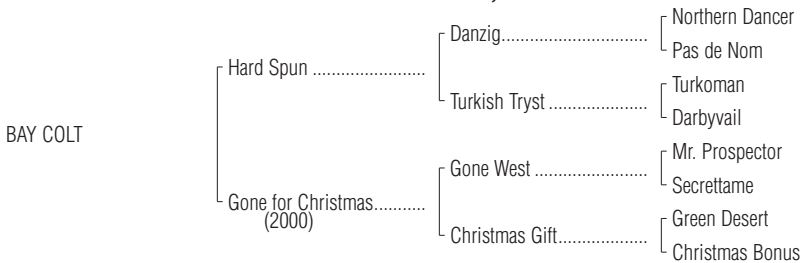 Northern Dancer
Danzig..............................
Pas de Nom
Hard Spun ........................
Turkoman
Turkish Tryst .....................
Darbyvail
BAY COLT
Mr. Prospector
Gone West ........................
Secrettame
Gone for Christmas...........
(2000)
Green Desert
Christmas Gift...................
Christmas Bonus